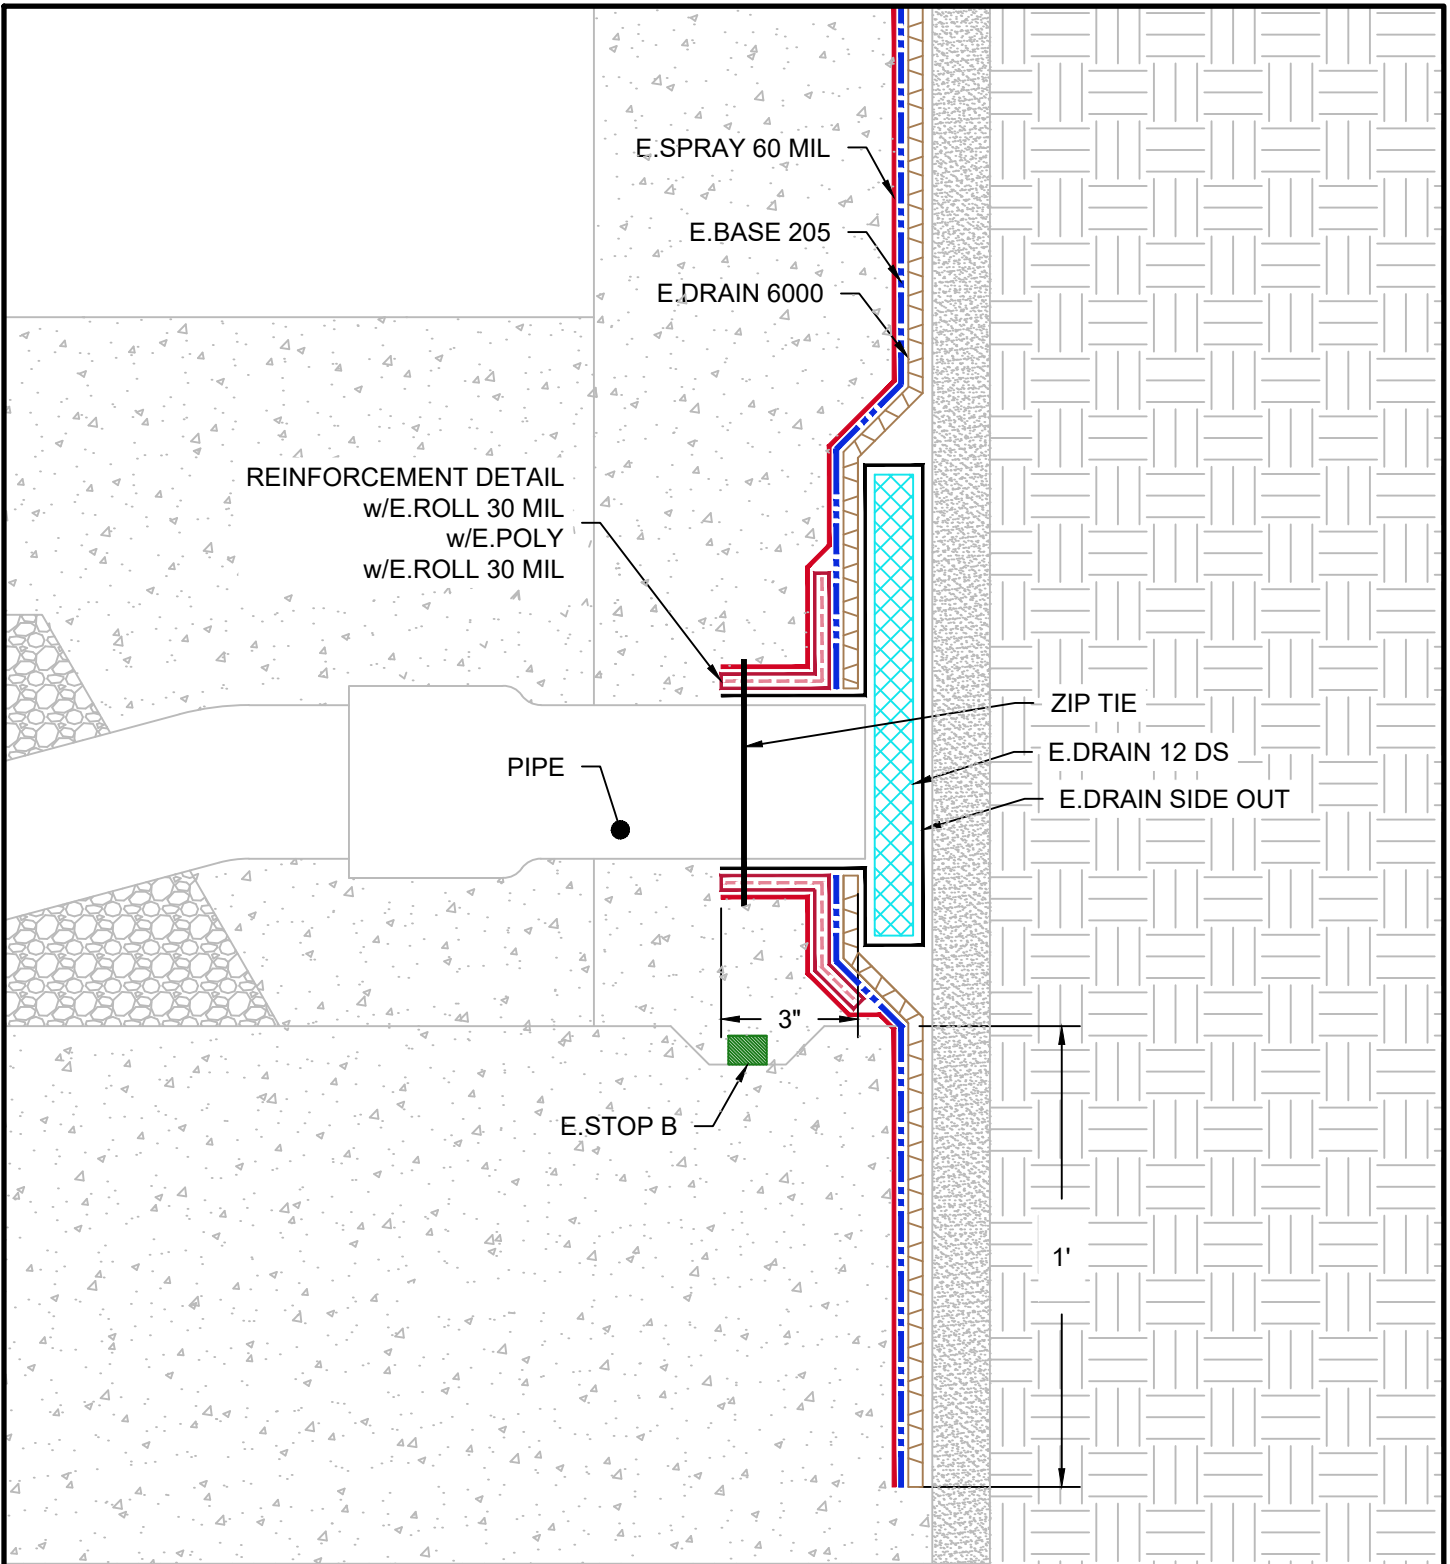 E.SPRAY 60 MIL
E.BASE 205
E.DRAIN 6000
REINFORCEMENT DETAIL
w/E.ROLL 30 MIL
w/E.POLY
w/E.ROLL 30 MIL
ZIP TIE
E.DRAIN 12 DS
PIPE
E.DRAIN SIDE OUT
3"
E.STOP B
1'